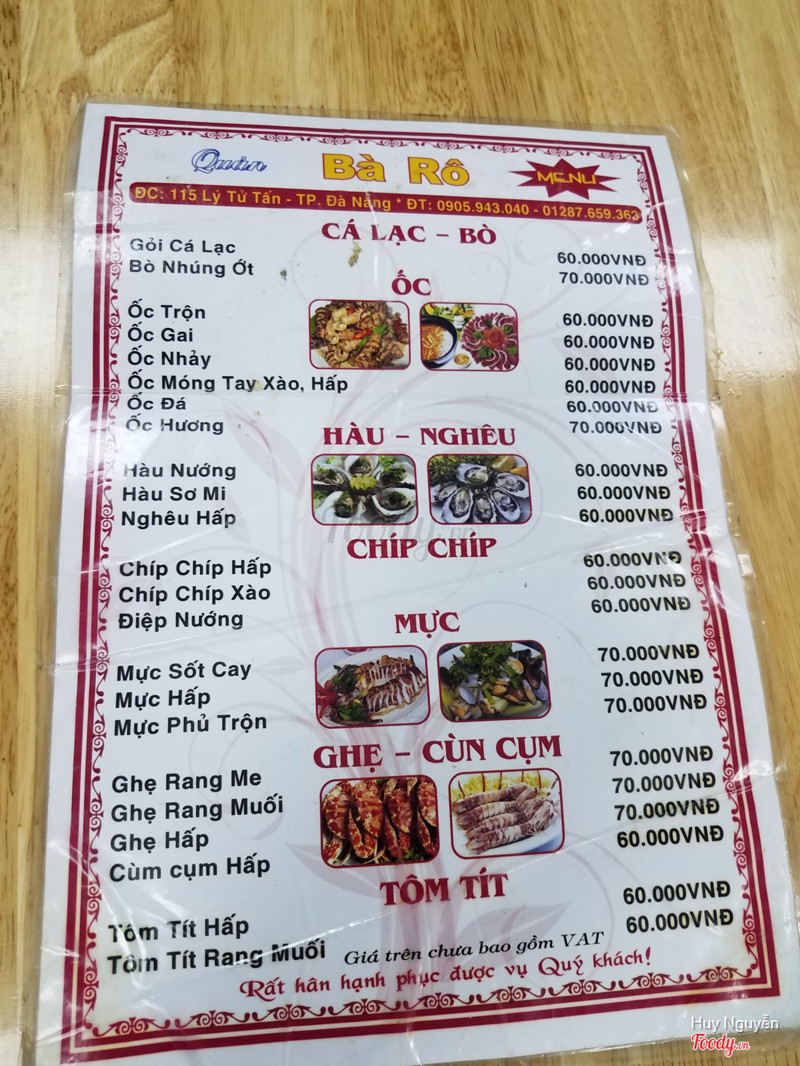 Quán Bà Rô MENU
ĐC: 115 Lý Tử Tấn - TP. Đà Nẵng * ĐT: 0905.943.040 - 01287.659.363
CÁ LẠC - BÒ
Gỏi Cá Lạc 60.000VNĐ
Bò Nhúng Ớt 70.000VNĐ
ỐC
Ốc Trộn 60.000VNĐ
Ốc Gai 60.000VNĐ
Ốc Nhảy 60.000VNĐ
Ốc Móng Tay Xào, Hấp 60.000VNĐ
Ốc Đá 60.000VNĐ
Ốc Hương 70.000VNĐ
HÀU - NGHÊU
Hàu Nướng 60.000VNĐ
Hàu Sơ Mi 60.000VNĐ
Nghêu Hấp 60.000VNĐ
Foody.vn
CHÍP CHÍP
Chíp Chíp Hấp 60.000VNĐ
Chíp Chíp Xào 60.000VNĐ
Điệp Nướng 60.000VNĐ
MỰC
Mực Sốt Cay 70.000VNĐ
Mực Hấp 70.000VNĐ
Mực Phủ Trộn 70.000VNĐ
GHẸ - CÙN CỤM
Ghẹ Rang Me 70.000VNĐ
Ghẹ Rang Muối 70.000VNĐ
Ghẹ Hấp 70.000VNĐ
Cùm cụm Hấp 60.000VNĐ
TÔM TÍT
Tôm Tít Hấp 60.000VNĐ
Tôm Tít Rang Muối 60.000VNĐ
Giá trên chưa bao gồm VAT
Rất hân hạnh phục được vụ Quý khách!
Huy Nguyễn
Foody.vn